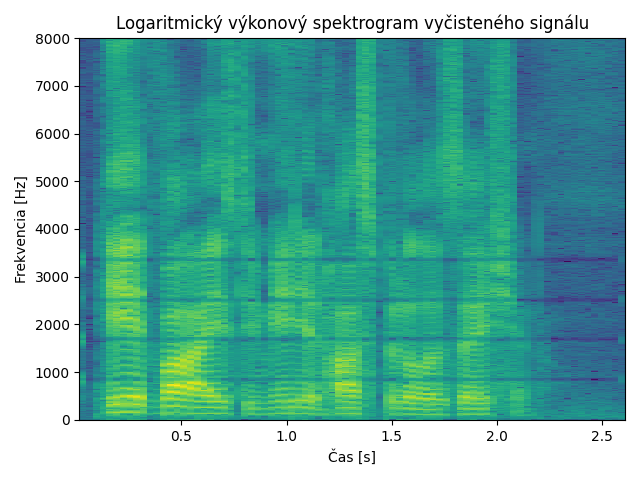 Logaritmický výkonový spektrogram vyčisteného signálu
8000
7000
6000
5000
4000
3000
2000
1000
0
Frekvencia [Hz]
0.5 1.0 1.5 2.0 2.5
Čas [s]